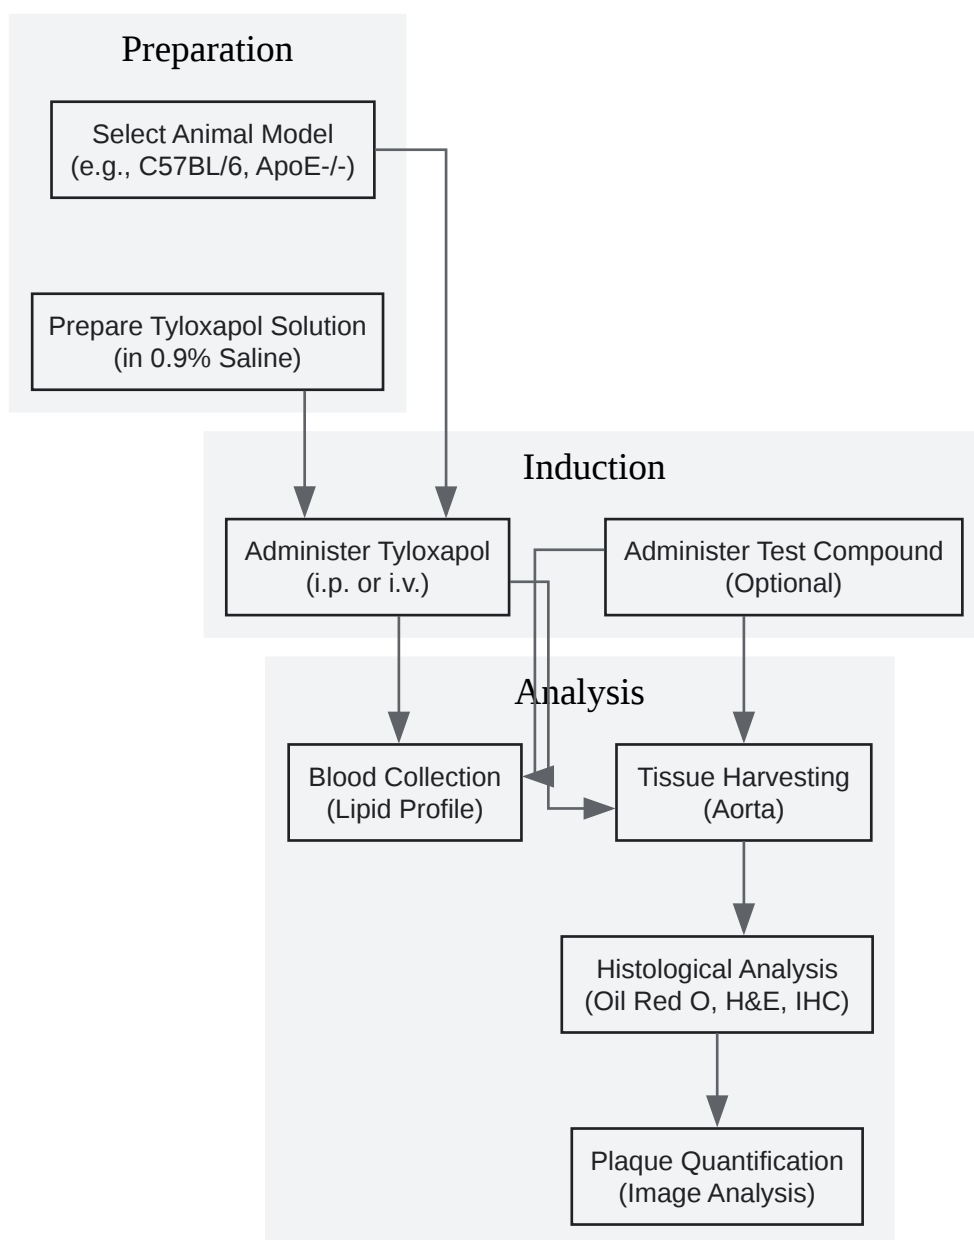 Preparation
Select Animal Model
(e.g., C57BL/6, ApoE-/-)
Prepare Tyloxapol Solution
(in 0.9% Saline)
Induction
Administer Tyloxapol
(i.p. or i.v.)
Administer Test Compound
(Optional)
Analysis
Blood Collection
(Lipid Profile)
Tissue Harvesting
(Aorta)
Histological Analysis
(Oil Red O, H&E, IHC)
Plaque Quantification
(Image Analysis)